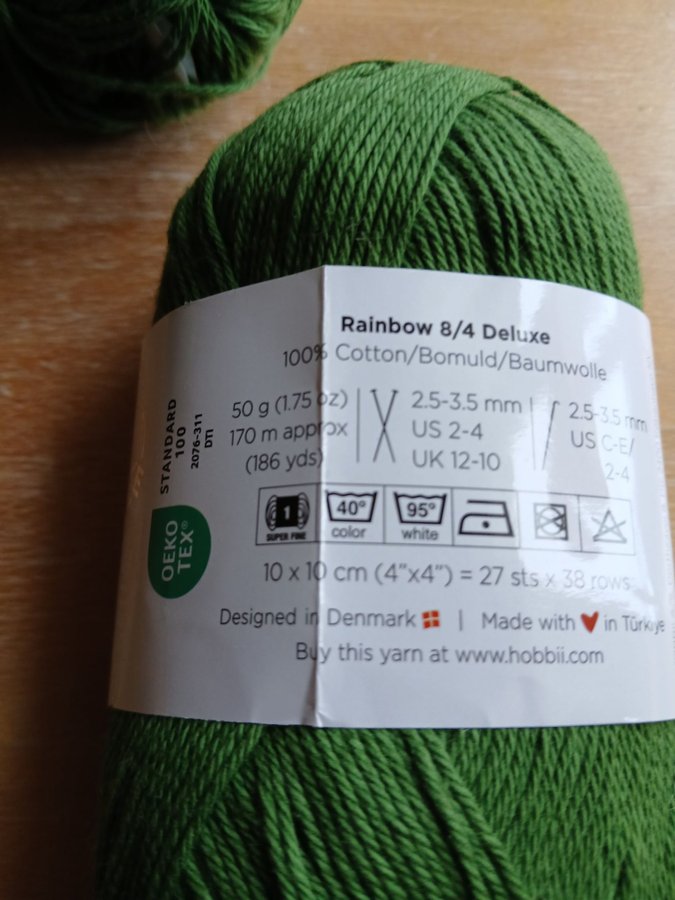 Rainbow 8/4 Deluxe
100% Cotton/Bomuld/Baumwolle
STANDARD
100
2076-311
DTI
OEKO
TEX®
50 g (1.75 oz)
170 m approx
(186 yds)
2.5-3.5 mm
US 2-4
UK 12-10
2.5-3.5 mm
US C-E/
2-4
1
SUPER FINE
40°
color
95°
white
10 x 10 cm (4”x4”) = 27 sts x 38 rows
Designed in Denmark | Made with in Türkiye
Buy this yarn at www.hobbii.com